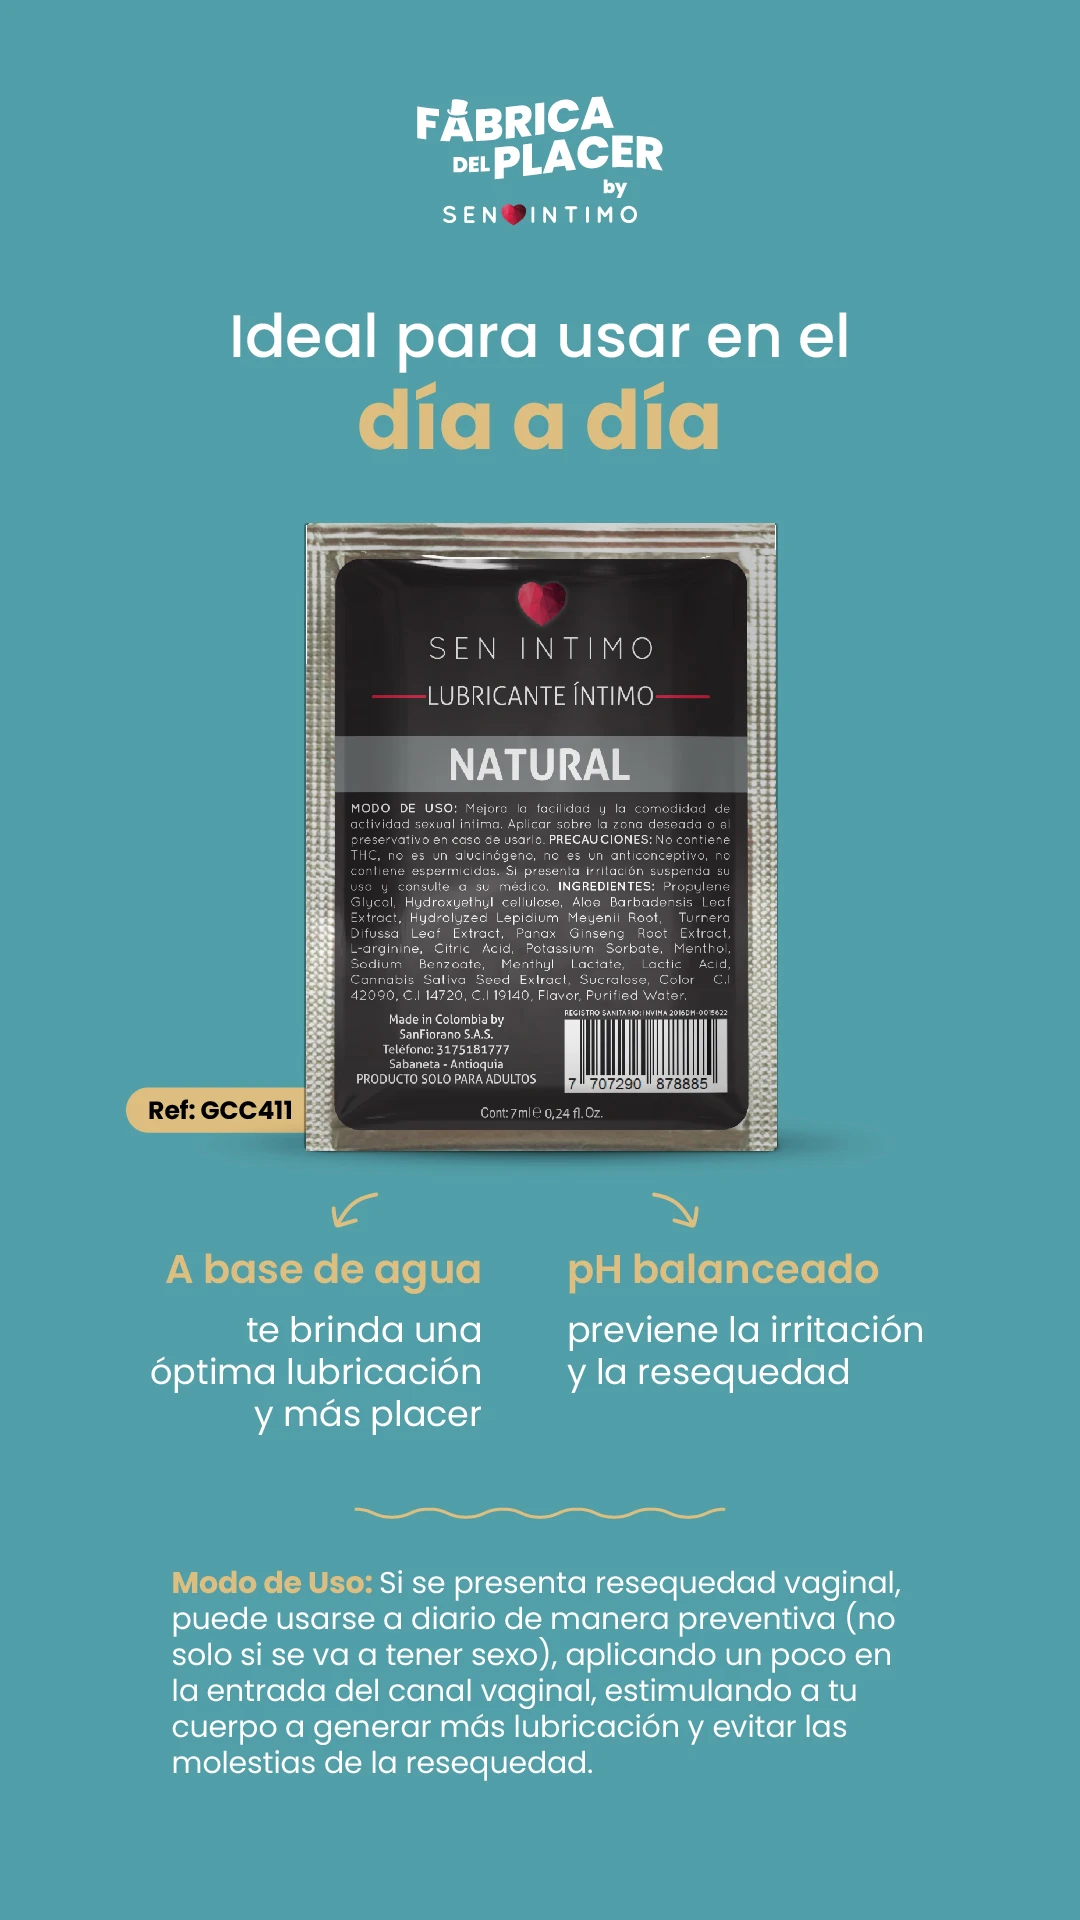 FÁBRICA
DEL PLACER
by
SEN INTIMO
Ideal para usar en el
día a día
SEN INTIMO
LUBRICANTE ÍNTIMO
NATURAL
MODO DE USO: Mejora la facilidad y la comodidad de
actividad sexual intima. Aplicar sobre la zona deseada o el
preservativo en caso de usarlo. PRECAUCIONES: No contiene
THC, no es un alucinógeno, no es un anticonceptivo, no
contiene espermicidas. Si presenta irritación suspenda su
uso y consulte a su médico. INGREDIENTES: Propylene
Glycol, Hydroxyethyl cellulose, Aloe Barbadensis Leaf
Extract, Hydrolyzed Lepidium Meyenii Root, Turnera
Difussa Leaf Extract, Panax Ginseng Root Extract,
L-arginine, Citric Acid, Potassium Sorbate, Menthol,
Sodium Benzoate, Menthyl Lactate, Lactic Acid,
Cannabis Sativa Seed Extract, Sucralose, Color C.I
42090, C.I 14720, C.I 19140, Flavor, Purified Water.
Made in Colombia by
SanFiorano S.A.S.
Teléfono: 3175181777
Sabaneta - Antioquia
PRODUCTO SOLO PARA ADULTOS
REGISTRO SANITARIO: INVIMA 2016DM-0015622
7 707290 878885
Cont: 7 ml e 0,24 fl. Oz.
Ref: GCC411
A base de agua
te brinda una
óptima lubricación
y más placer
pH balanceado
previene la irritación
y la resequedad
Modo de Uso: Si se presenta resequedad vaginal,
puede usarse a diario de manera preventiva (no
solo si se va a tener sexo), aplicando un poco en
la entrada del canal vaginal, estimulando a tu
cuerpo a generar más lubricación y evitar las
molestias de la resequedad.